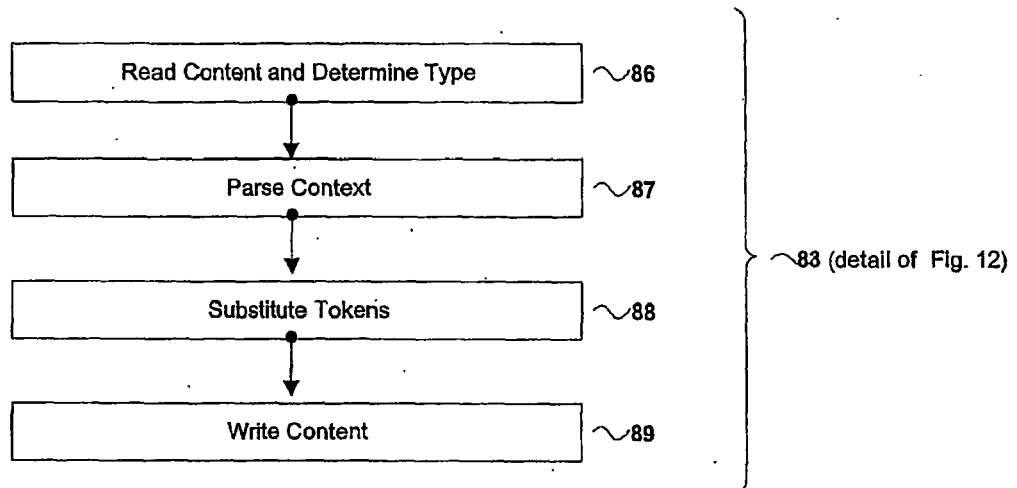 Read Content and Determine Type
86
Parse Context
87
83 (detail of Fig. 12)
Substitute Tokens
88
Write Content
89